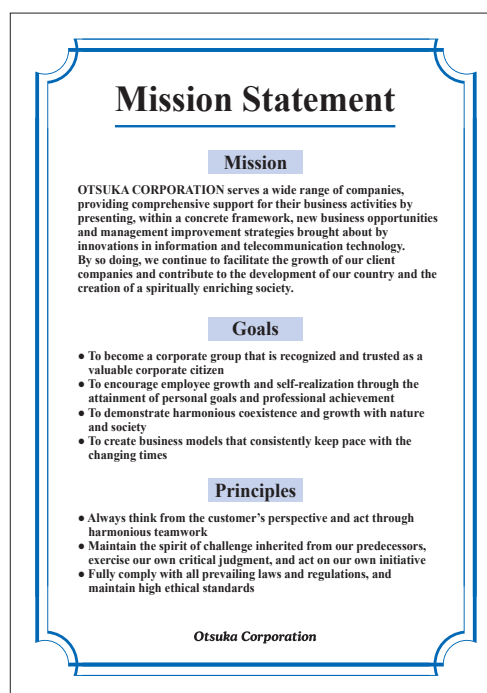 Mission Statement
Mission
OTSUKA CORPORATION serves a wide range of companies,
providing comprehensive support for their business activities by
presenting, within a concrete framework, new business opportunities
and management improvement strategies brought about by
innovations in information and telecommunication technology.
By so doing, we continue to facilitate the growth of our client
companies and contribute to the development of our country and the
creation of a spiritually enriching society.
Goals
● To become a corporate group that is recognized and trusted as a
valuable corporate citizen
● To encourage employee growth and self-realization through the
attainment of personal goals and professional achievement
● To demonstrate harmonious coexistence and growth with nature
and society
● To create business models that consistently keep pace with the
changing times
Principles
● Always think from the customer's perspective and act through
harmonious teamwork
● Maintain the spirit of challenge inherited from our predecessors,
exercise our own critical judgment, and act on our own initiative
● Fully comply with all prevailing laws and regulations, and
maintain high ethical standards
Otsuka Corporation